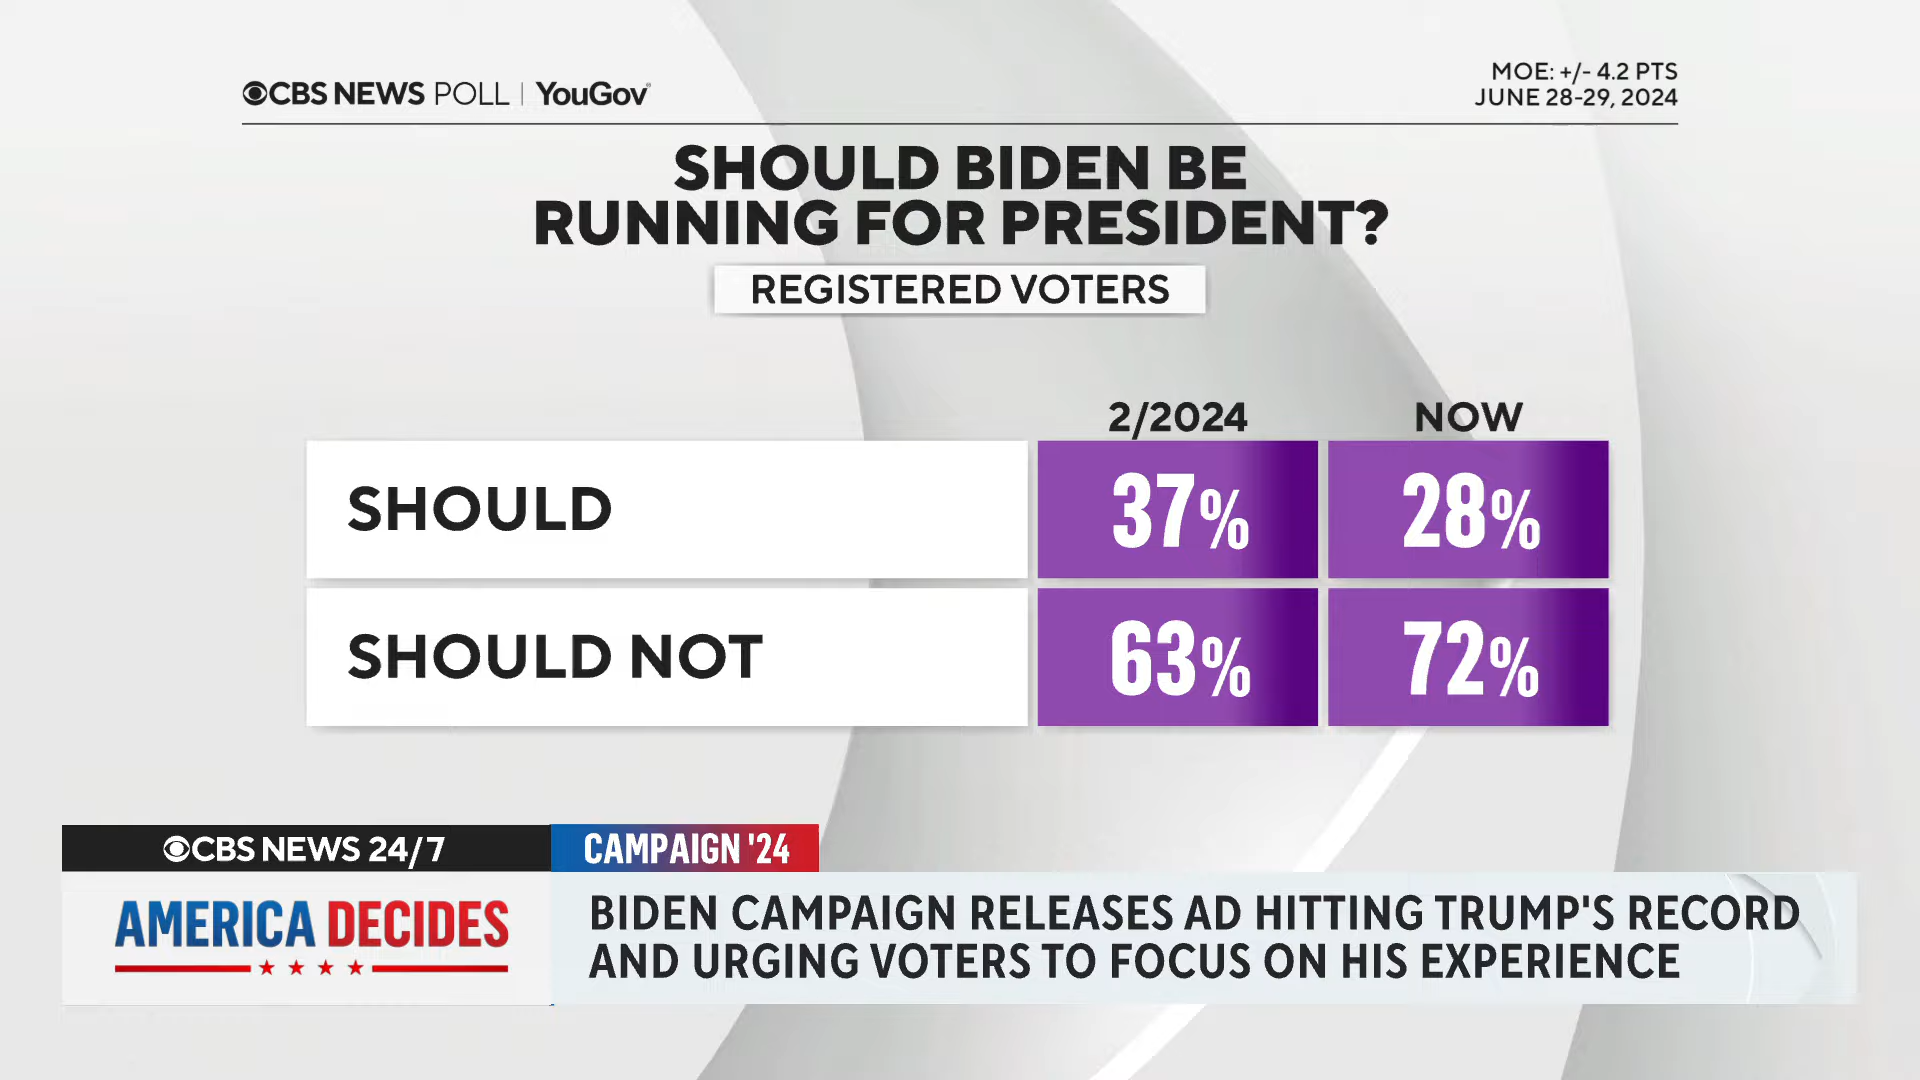 CBS NEWS POLL | YouGov
MOE: +/- 4.2 PTS
JUNE 28-29, 2024
SHOULD BIDEN BE
RUNNING FOR PRESIDENT?
REGISTERED VOTERS
2/2024 NOW
SHOULD 37% 28%
SHOULD NOT 63% 72%
CBS NEWS 24/7
CAMPAIGN '24
AMERICA DECIDES
BIDEN CAMPAIGN RELEASES AD HITTING TRUMP'S RECORD
AND URGING VOTERS TO FOCUS ON HIS EXPERIENCE